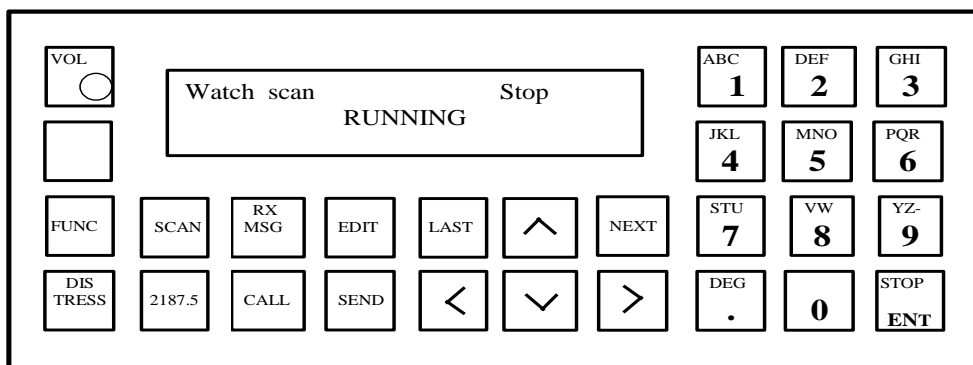 VOL
Watch scan Stop
RUNNING
ABC
1
DEF
2
GHI
3
JKL
4
MNO
5
PQR
6
FUNC
SCAN
RX
MSG
EDIT
LAST
NEXT
STU
7
VW
8
YZ-
9
DIS
TRESS
2187.5
CALL
SEND
DEG
.
0
STOP
ENT